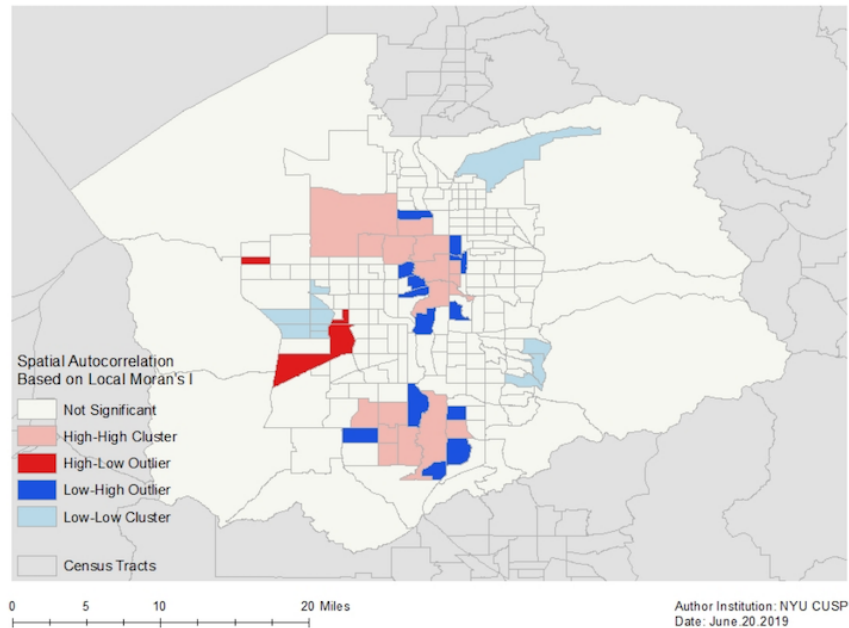 Spatial Autocorrelation
Based on Local Moran's I
Not Significant
High-High Cluster
High-Low Outlier
Low-High Outlier
Low-Low Cluster
Census Tracts
0 5 10 20 Miles
Author Institution: NYU CUSP
Date: June.20.2019